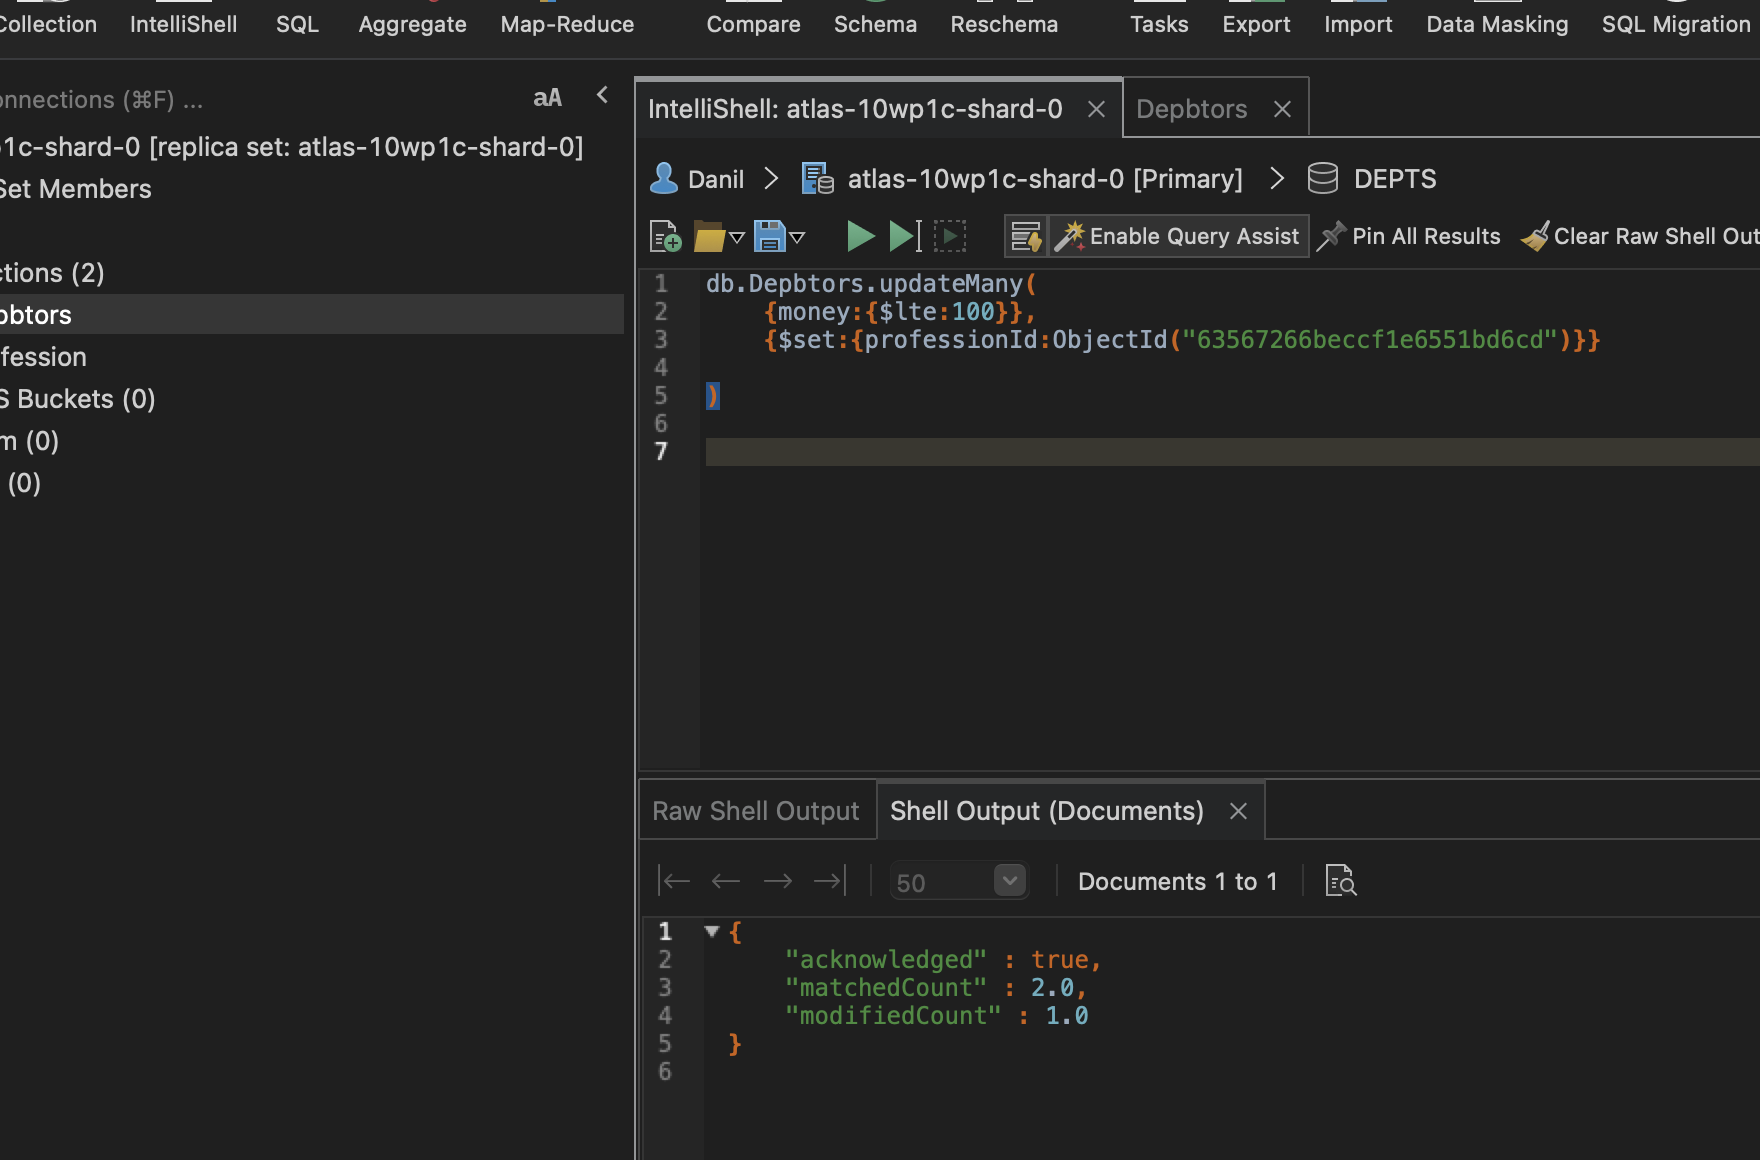 ollection IntelliShell SQL Aggregate Map-Reduce Compare Schema Reschema Tasks Export Import Data Masking SQL Migration
onnections (⌘F) ... aA
1c-shard-0 [replica set: atlas-10wp1c-shard-0]
Set Members
ctions (2)
obtors
fession
S Buckets (0)
m (0)
(0)
IntelliShell: atlas-10wp1c-shard-0 Depbtors
Danil atlas-10wp1c-shard-0 [Primary] DEPTS
Enable Query Assist Pin All Results Clear Raw Shell Out
1 db.Depbtors.updateMany(
2 {money:{$lte:100}},
3 {$set:{professionId:ObjectId("63567266beccf1e6551bd6cd")}}
4
5 )
6
7
Raw Shell Output Shell Output (Documents)
50 Documents 1 to 1
1 {
2 "acknowledged" : true,
3 "matchedCount" : 2.0,
4 "modifiedCount" : 1.0
5 }
6